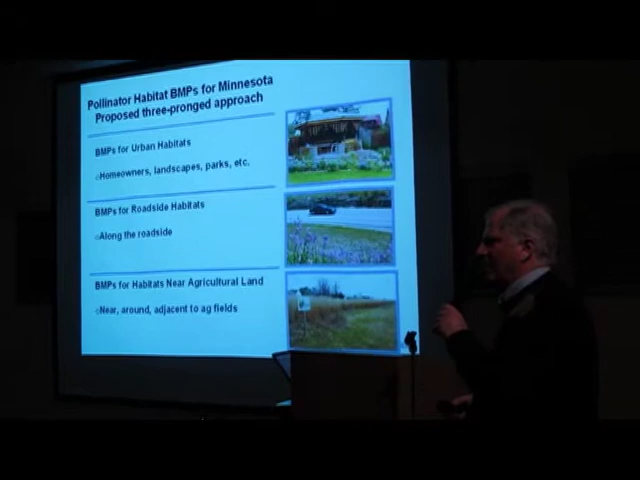 Pollinator Habitat BMPs for Minnesota
Proposed three-pronged approach
BMPs for Urban Habitats
○Homeowners, landscapes, parks, etc.
BMPs for Roadside Habitats
○Along the roadside
BMPs for Habitats Near Agricultural Land
○Near, around, adjacent to ag fields